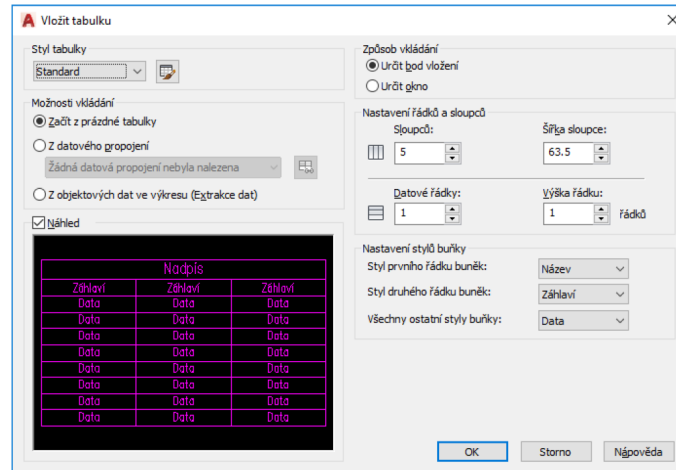 Vložit tabulku
Styl tabulky
Standard
Možnosti vkládání
Začít z prázdné tabulky
Z datového propojení
Žádná datová propojení nebyla nalezena
Z objektových dat ve výkresu (Extrakce dat)
Náhled
Nadpis
Záhlaví Záhlaví Záhlaví
Data Data Data
Data Data Data
Data Data Data
Data Data Data
Data Data Data
Data Data Data
Data Data Data
Data Data Data
Způsob vkládání
Určit bod vložení
Určit okno
Nastavení řádků a sloupců
Sloupců: Šířka sloupce:
5 63.5
Datové řádky: Výška řádku:
1 1 řádků
Nastavení stylů buňky
Styl prvního řádku buněk: Název
Styl druhého řádku buněk: Záhlaví
Všechny ostatní styly buňky: Data
OK Storno Nápověda